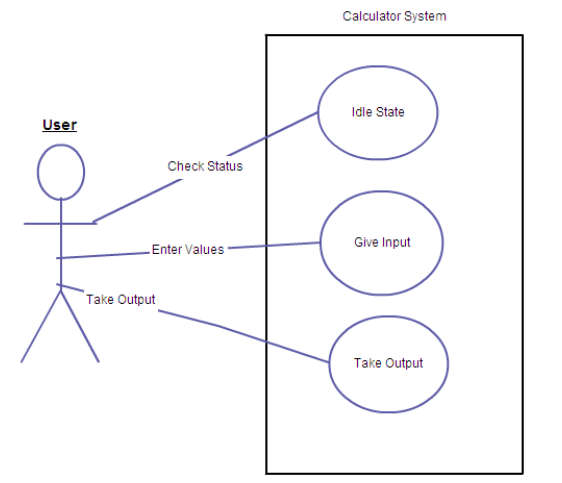 Calculator System
User
Idle State
Check Status
Enter Values
Give Input
Take Output
Take Output